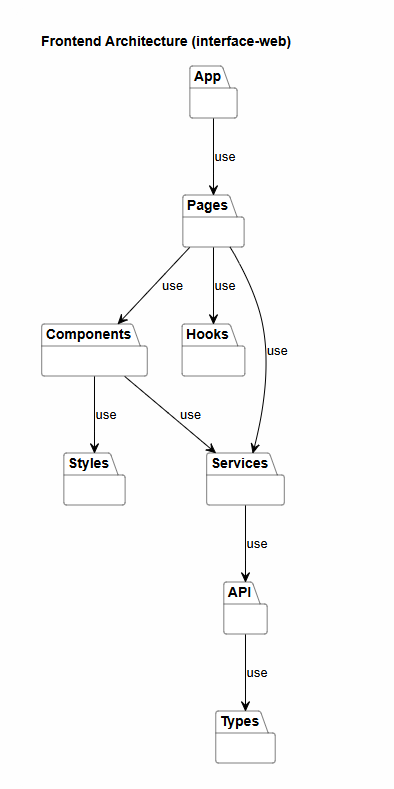 Frontend Architecture (interface-web)
App
use
Pages
use
use
use
Components
Hooks
use
use
Styles
Services
use
API
use
Types